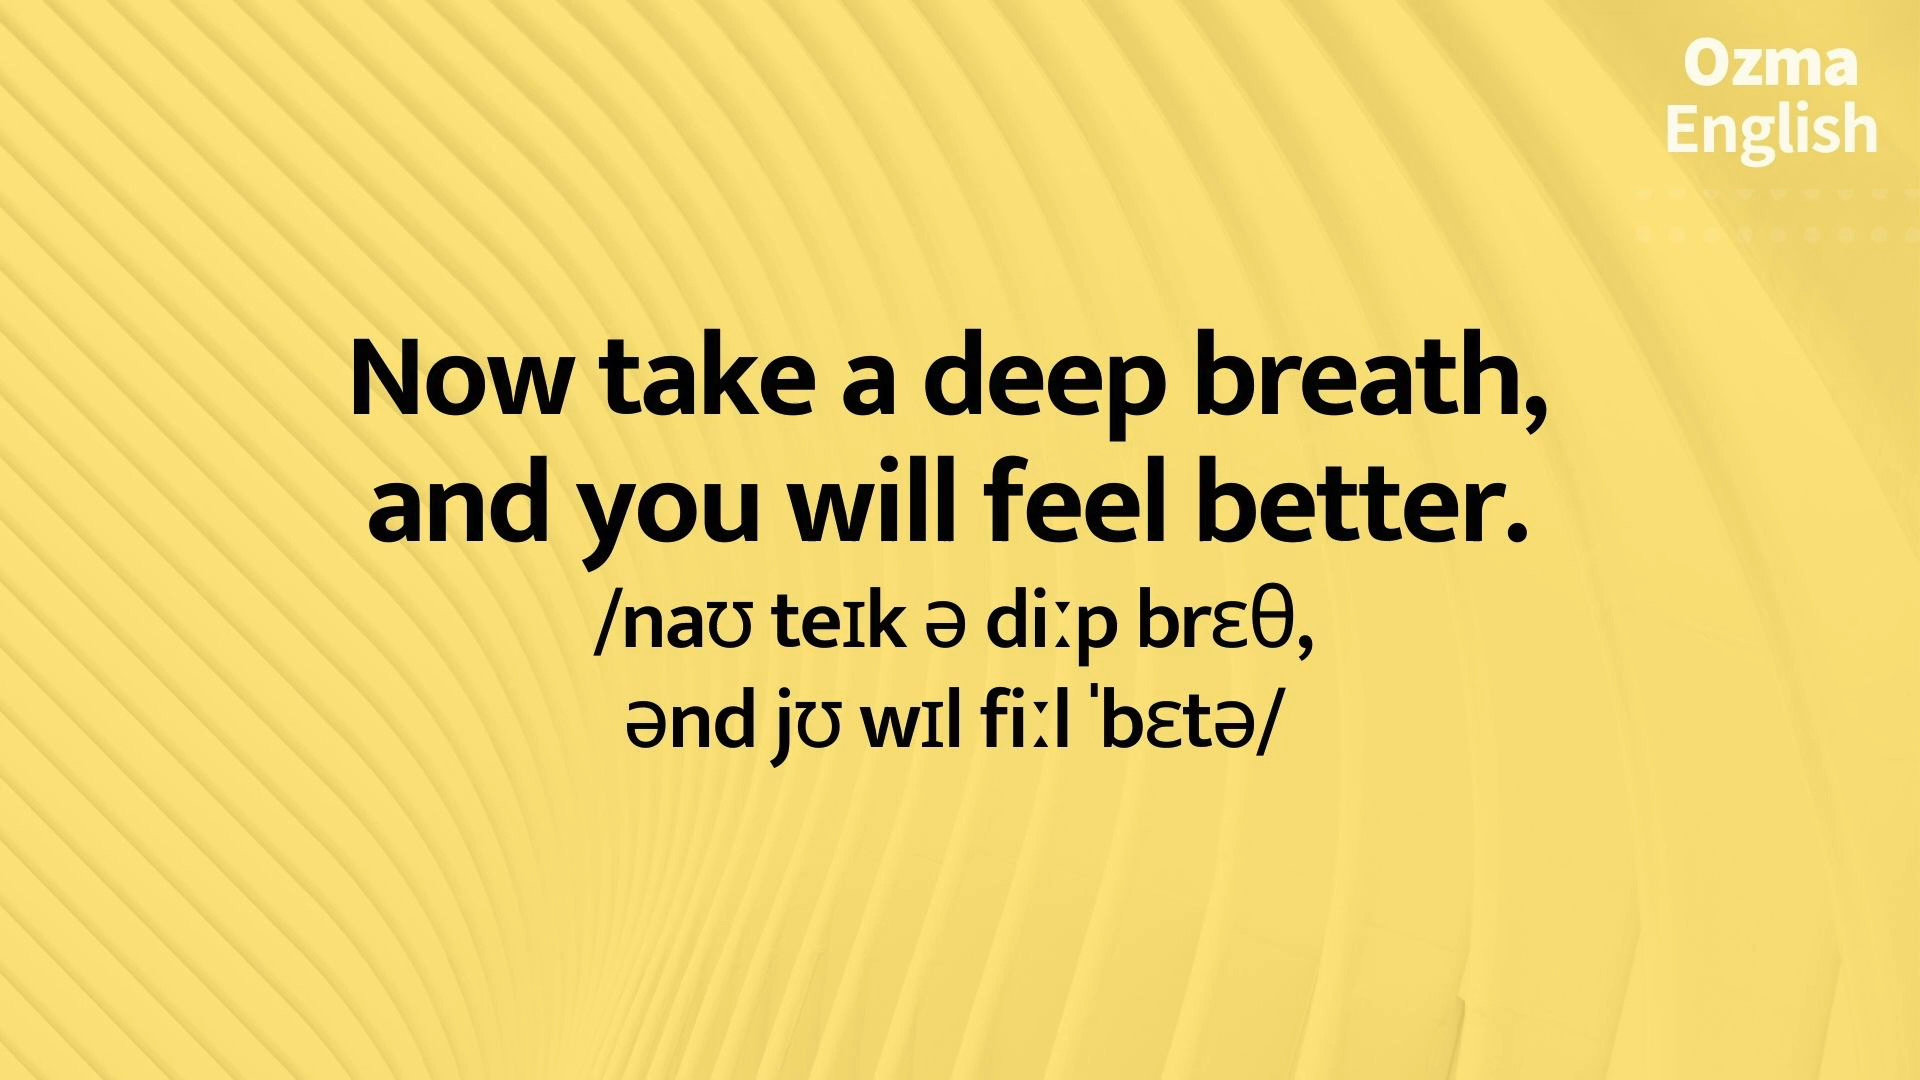 Ozma
English
Now take a deep breath,
and you will feel better.
/naʊ teɪk ə diːp brɛθ,
ənd jʊ wɪl fiːl ˈbɛtə/